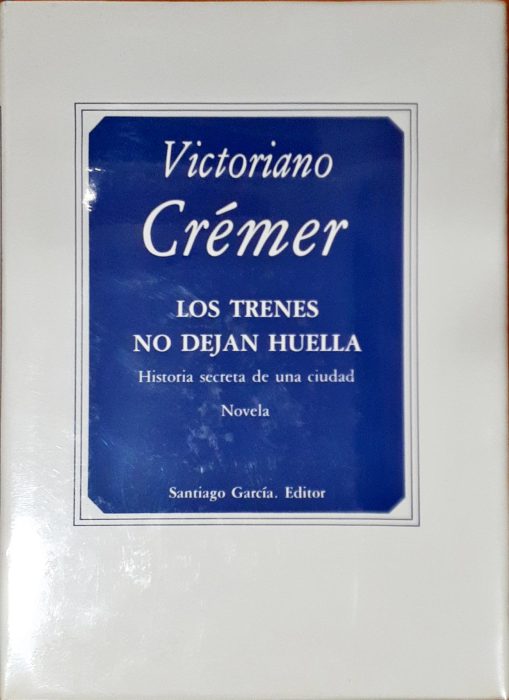 Victoriano
Crémer
LOS TRENES
NO DEJAN HUELLA
Historia secreta de una ciudad
Novela
Santiago García. Editor